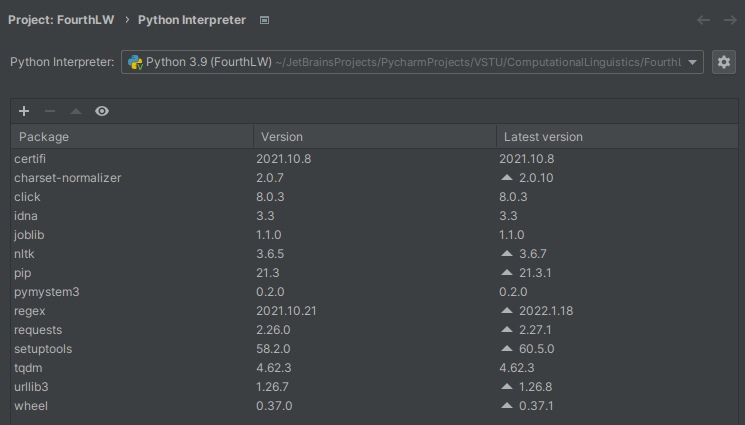 Project: FourthLW › Python Interpreter
Python Interpreter: Python 3.9 (FourthLW) ~/JetBrainsProjects/PycharmProjects/VSTU/ComputationalLinguistics/Fourthl
Package Version Latest version
certifi 2021.10.8 2021.10.8
charset-normalizer 2.0.7 2.0.10
click 8.0.3 8.0.3
idna 3.3 3.3
joblib 1.1.0 1.1.0
nltk 3.6.5 3.6.7
pip 21.3 21.3.1
pymystem3 0.2.0 0.2.0
regex 2021.10.21 2022.1.18
requests 2.26.0 2.27.1
setuptools 58.2.0 60.5.0
tqdm 4.62.3 4.62.3
urllib3 1.26.7 1.26.8
wheel 0.37.0 0.37.1